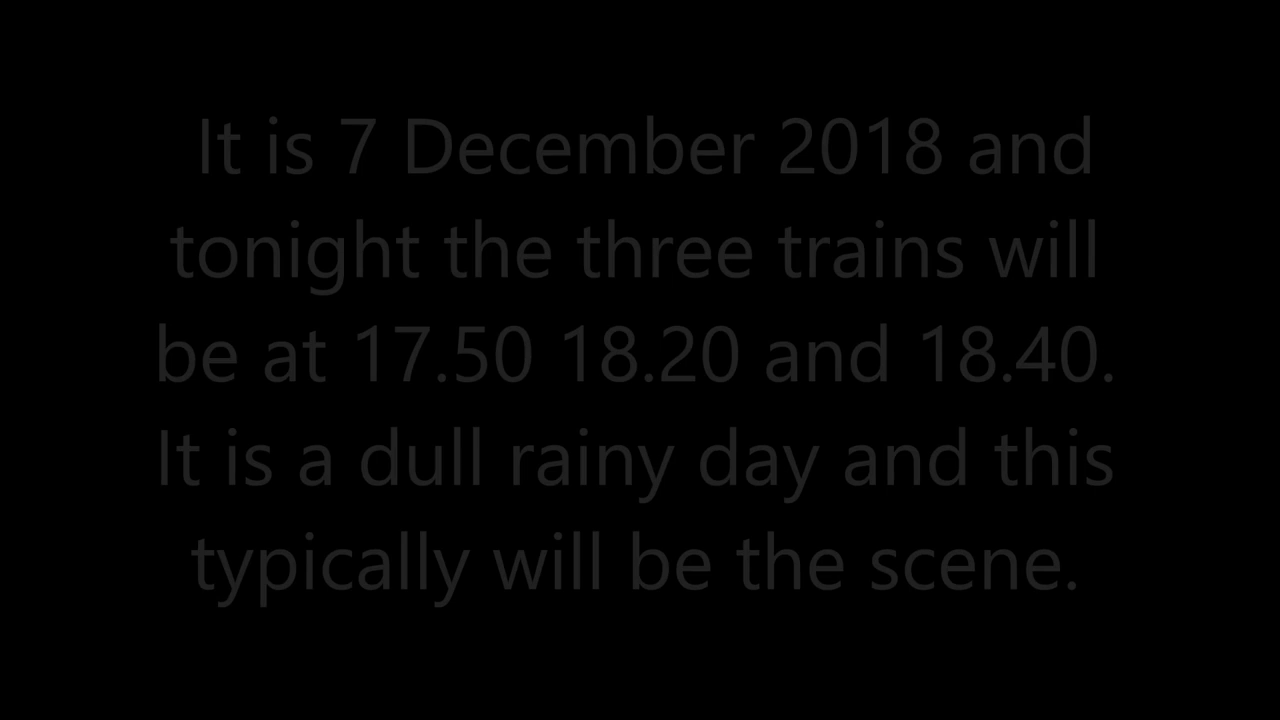 It is 7 December 2018 and
tonight the three trains will
be at 17.50 18.20 and 18.40.
It is a dull rainy day and this
typically will be the scene.